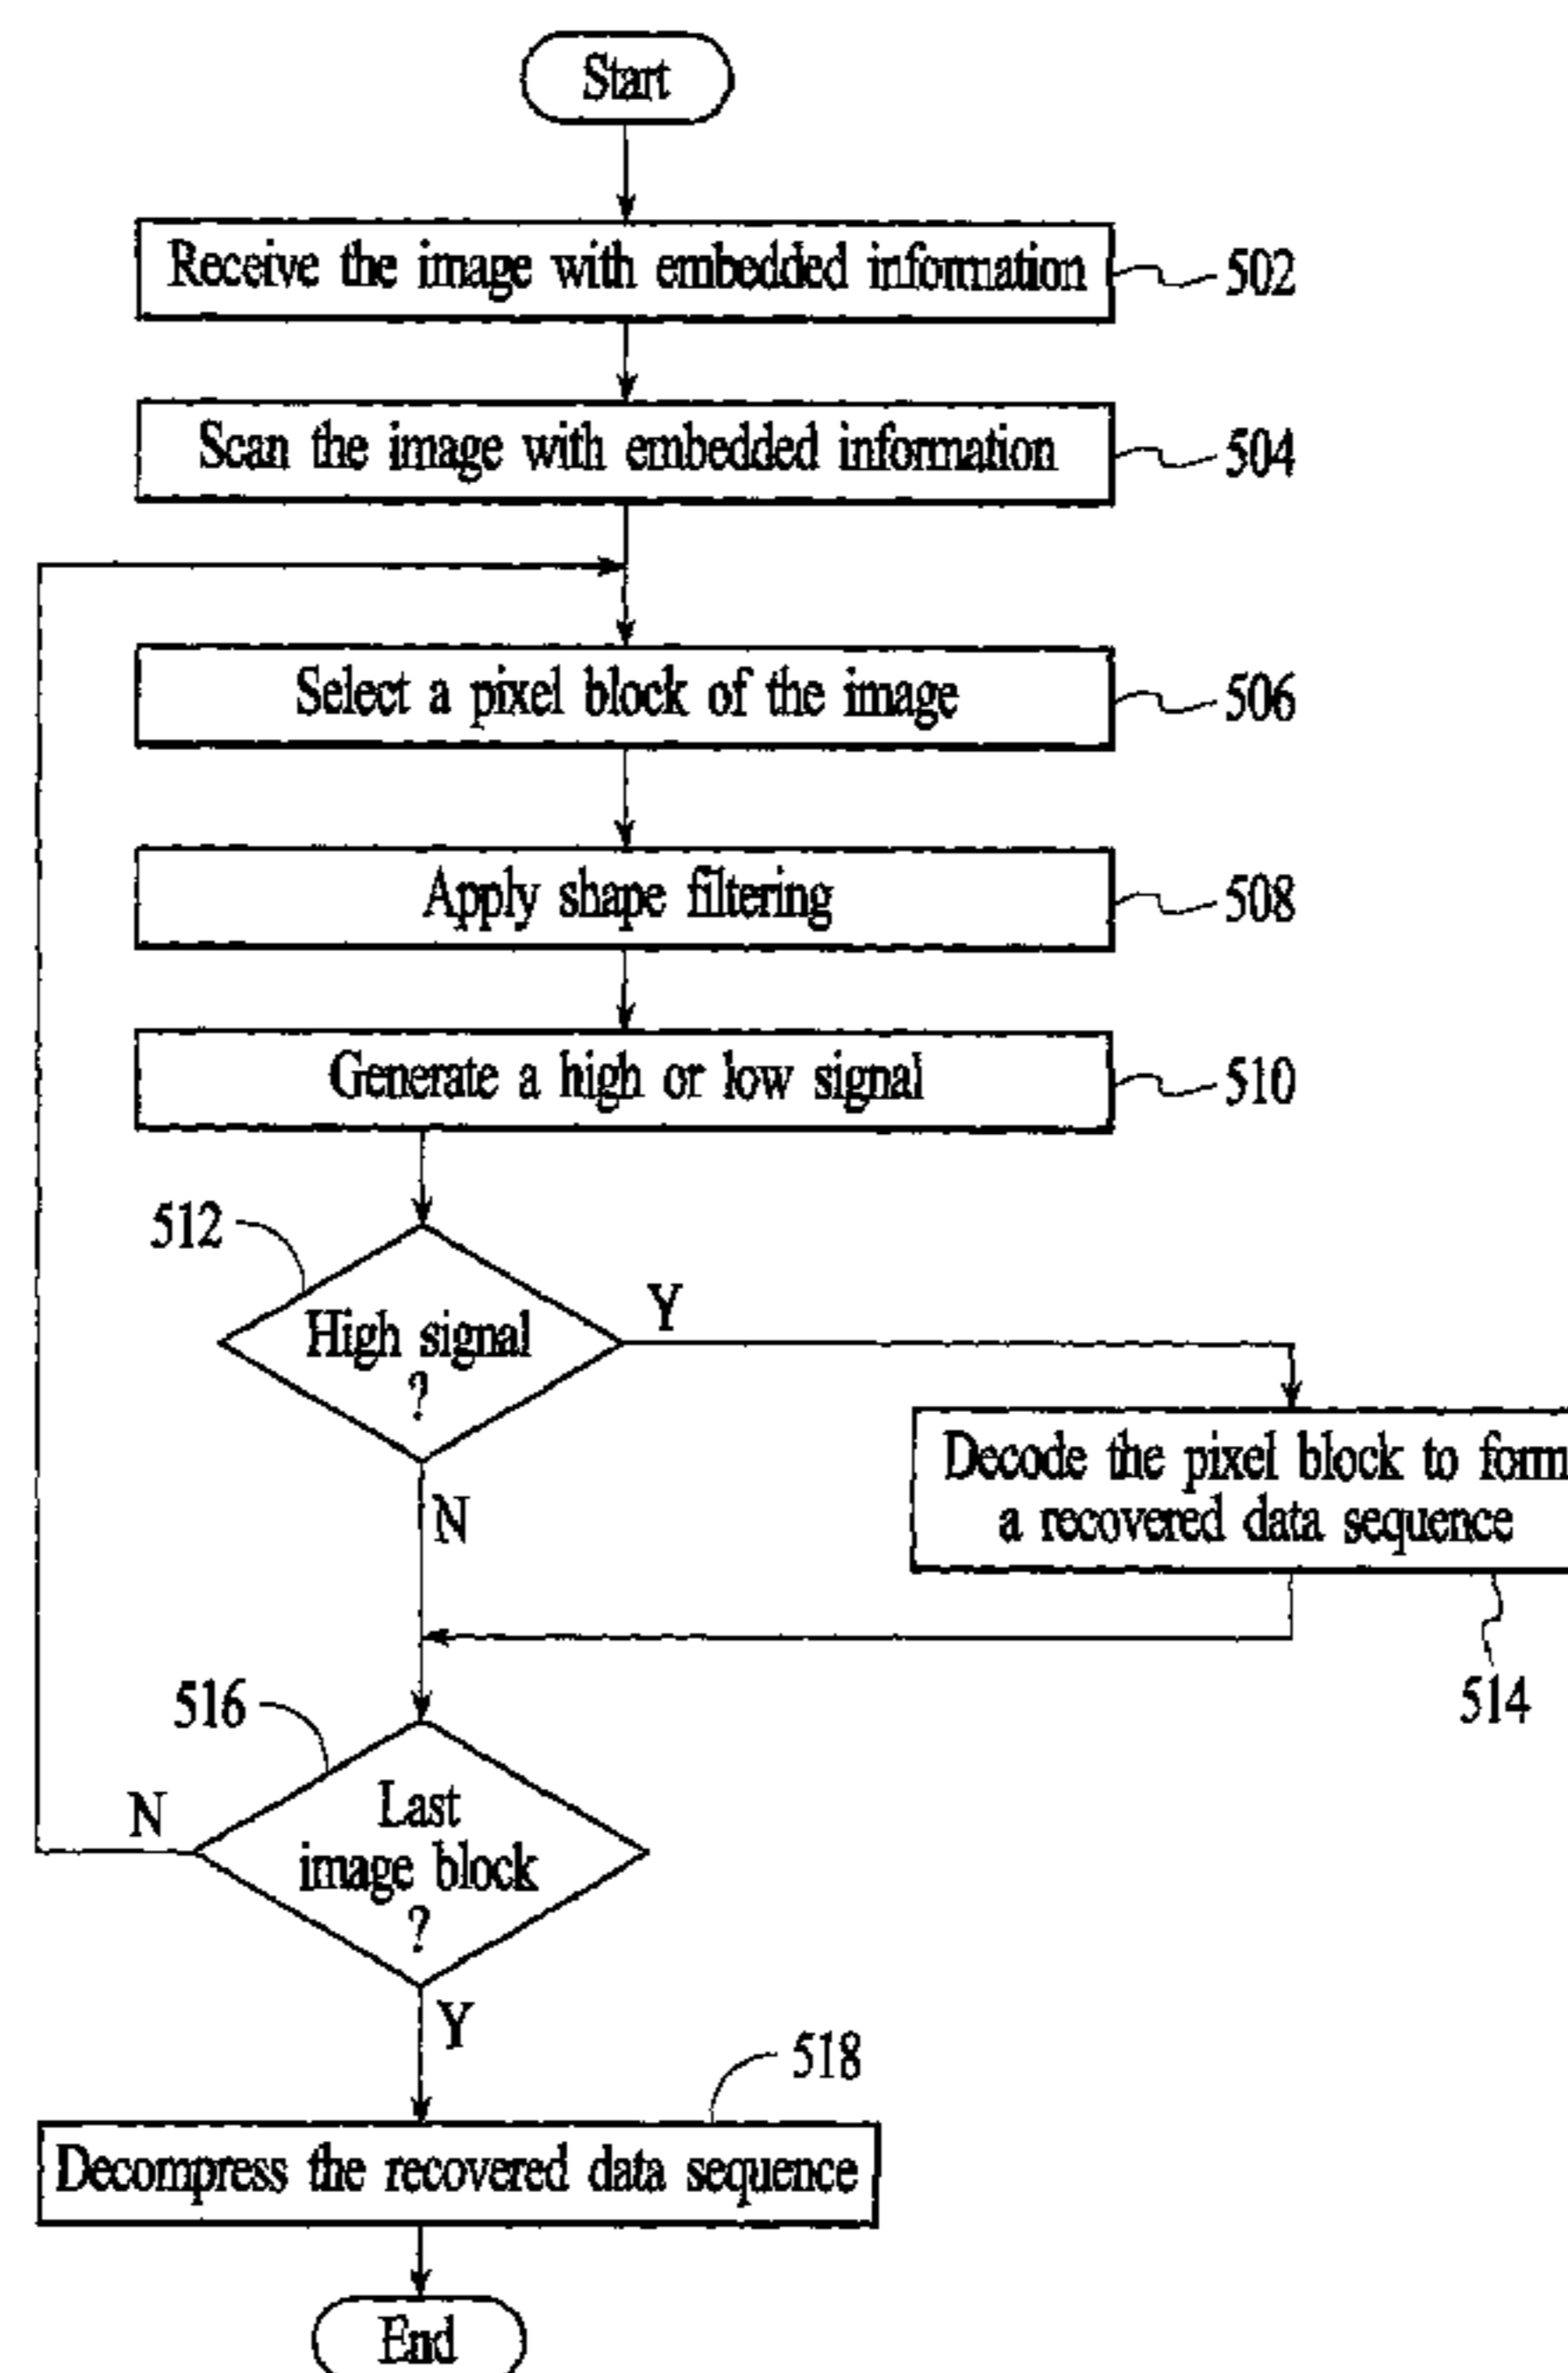 Start
Receive the image with embedded information
502
Scan the image with embedded information
504
Select a pixel block of the image
506
Apply shape filtering
508
Generate a high or low signal
510
512
High signal
?
Y
N
Decode the pixel block to form
a recovered data sequence
514
516
Last
image block
?
N
Y
518
Decompress the recovered data sequence
End